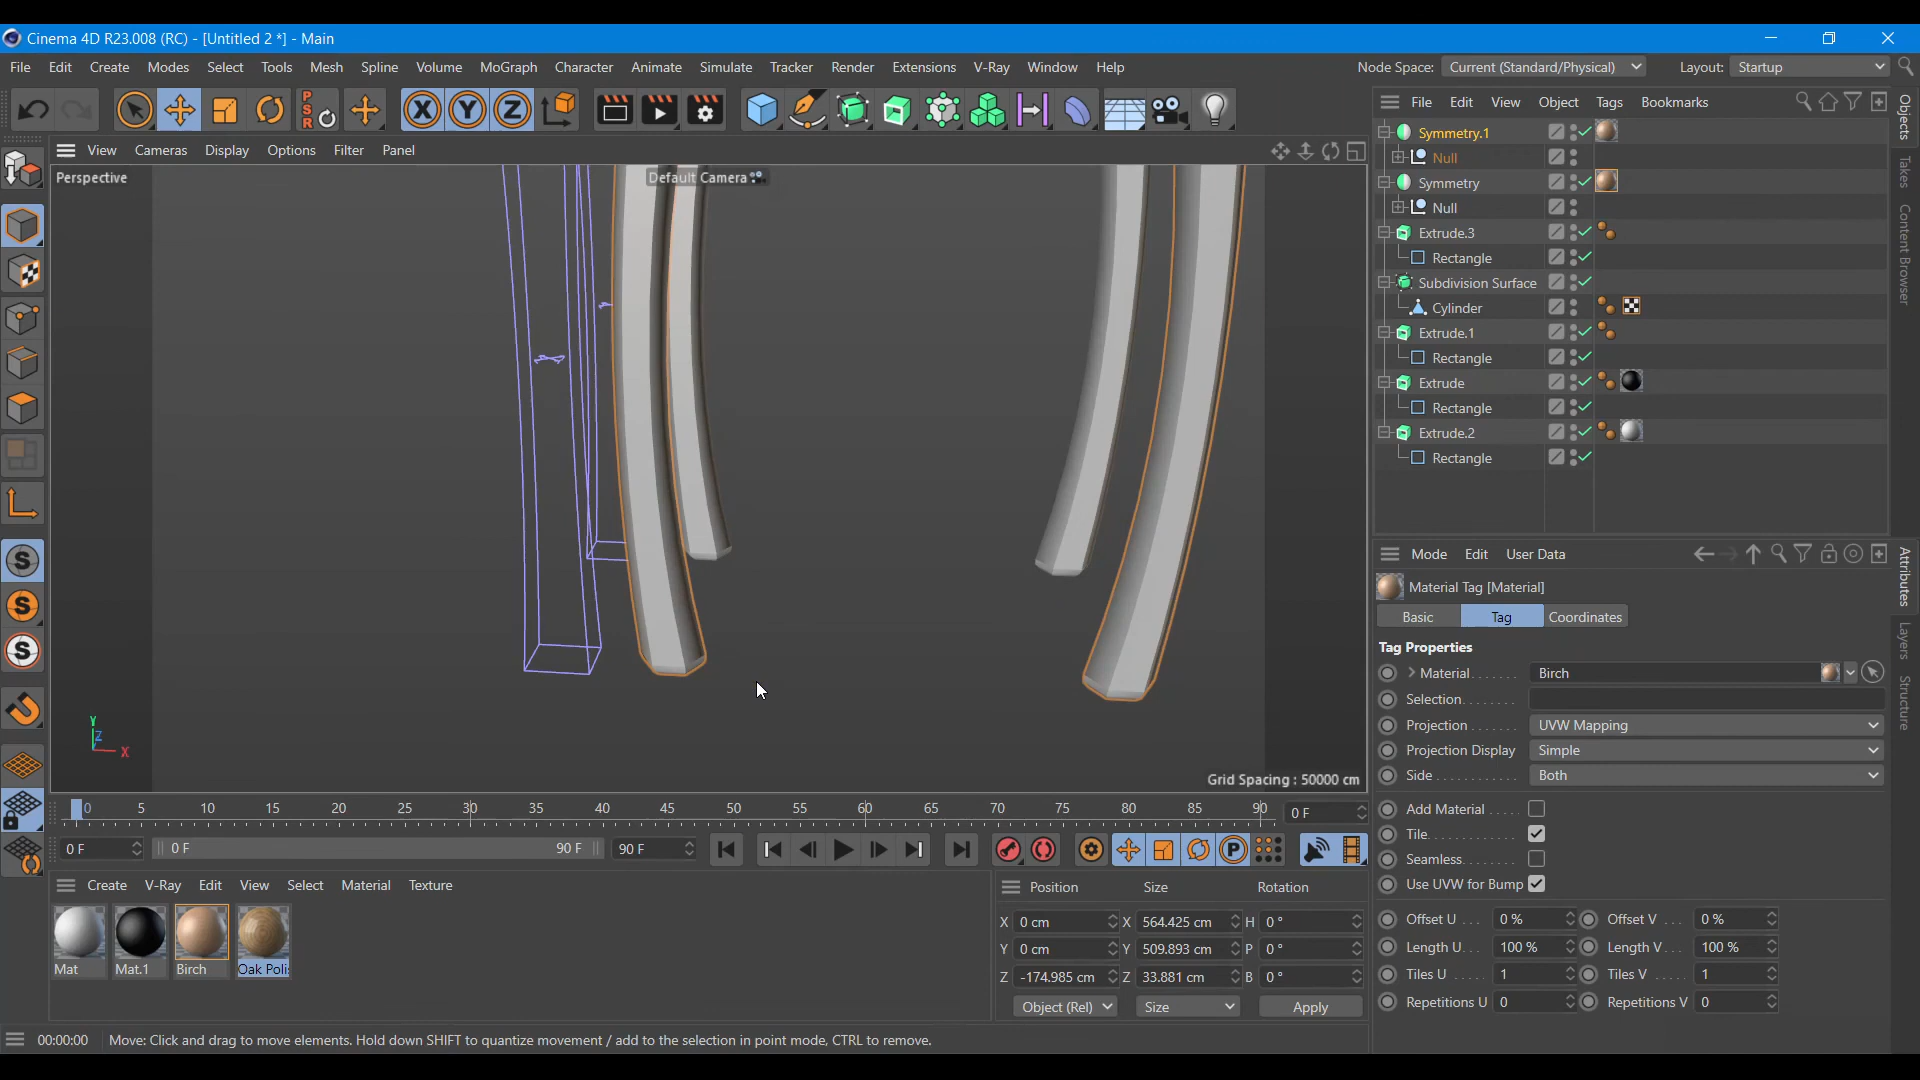 Cinema 4D R23.008 (RC) - [Untitled 2 *] - Main
File Edit Create Modes Select Tools Mesh Spline Volume MoGraph Character Animate Simulate Tracker Render Extensions V-Ray Window Help Node Space: Current (Standard/Physical) Layout: Startup
File Edit View Object Tags Bookmarks
View Cameras Display Options Filter Panel
Perspective
Default Camera
Symmetry.1
Null
Symmetry
Null
Extrude.3
Rectangle
Subdivision Surface
Cylinder
Extrude.1
Rectangle
Extrude
Rectangle
Extrude.2
Rectangle
Objects
Takes
Content Browser
Mode Edit User Data
Attributes
Layers
Structure
Material Tag [Material]
Basic Tag Coordinates
Tag Properties
Material Birch
Selection
Projection UVW Mapping
Projection Display Simple
Side Both
Add Material
Tile
Seamless
Use UVW for Bump
Offset U 0 % Offset V 0 %
Length U 100 % Length V 100 %
Tiles U 1 Tiles V 1
Repetitions U 0 Repetitions V 0
Y
Z
X
Grid Spacing : 50000 cm
0 5 10 15 20 25 30 35 40 45 50 55 60 65 70 75 80 85 90 0 F
0 F 0 F 90 F 90 F
Create V-Ray Edit View Select Material Texture
Mat Mat.1 Birch Oak Poli
Position Size Rotation
X 0 cm X 564.425 cm H 0 °
Y 0 cm Y 509.893 cm P 0 °
Z -174.985 cm Z 33.881 cm B 0 °
Object (Rel) Size Apply
00:00:00 Move: Click and drag to move elements. Hold down SHIFT to quantize movement / add to the selection in point mode, CTRL to remove.